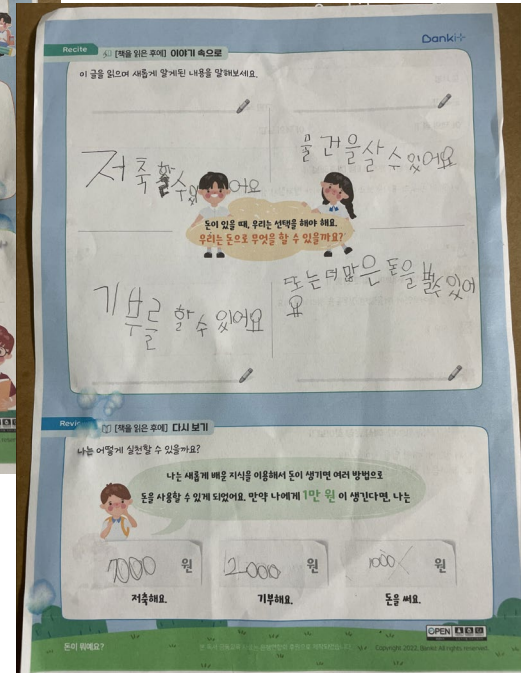 Banki
Recite
[책을 읽은 후에] 이야기 속으로
이 글을 읽으며 새롭게 알게된 내용을 말해보세요.
저축할수있어요
물건을살 수 있어요
돈이 있을 때, 우리는 선택을 해야 해요.
우리는 돈으로 무엇을 할 수 있을까요?
기부를 할 수 있어요
또는더많은 돈을 벌수있어
요
[책을 읽은 후에] 다시 보기
나는 어떻게 실천할 수 있을까요?
나는 새롭게 배운 지식을 이용해서 돈이 생기면 여러 방법으로
돈을 사용할 수 있게 되었어요. 만약 나에게 1만 원 이 생긴다면, 나는
7000 원
2000 원
1000 원
저축해요.
기부해요.
돈을 써요.
OPEN
돈이 뭐예요?
Copyright 2022. Banki All rights reserved.